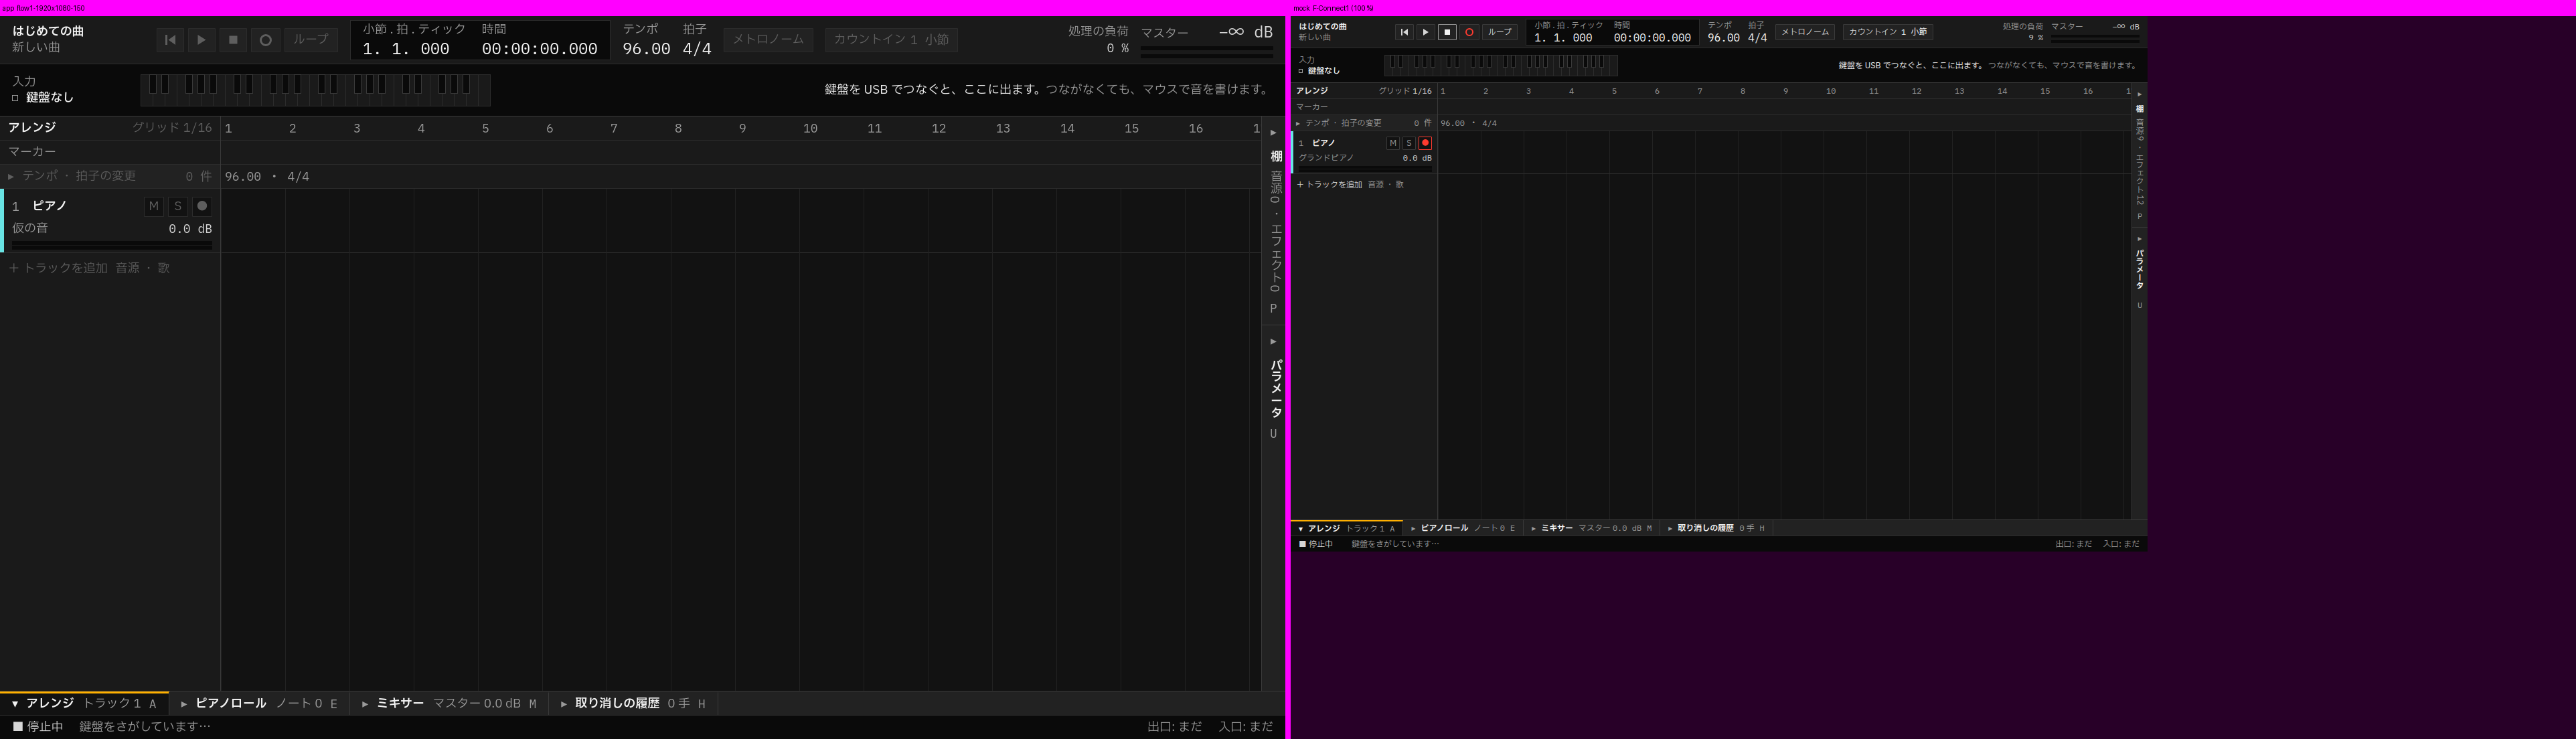 app flow1-1920x1080-150
はじめての曲
新しい曲
ループ
小節 . 拍 . ティック 時間
1. 1. 000 00:00:00.000
テンポ 拍子
96.00 4/4
メトロノーム
カウントイン 1 小節
処理の負荷
0 %
マスター −∞ dB
入力
鍵盤なし
鍵盤を USB でつなぐと、ここに出ます。つながなくても、マウスで音を書けます。
アレンジ グリッド 1/16
1 2 3 4 5 6 7 8 9 10 11 12 13 14 15 16 1
マーカー
▸ テンポ ・ 拍子の変更 0 件
96.00 ・ 4/4
1 ピアノ M S
仮の音 0.0 dB
＋ トラックを追加 音源 ・ 歌
▸ 棚 音源 0 ・ エフェクト 0 P
▸ パラメータ U
▾ アレンジ トラック 1 A
▸ ピアノロール ノート 0 E
▸ ミキサー マスター 0.0 dB M
▸ 取り消しの履歴 0 手 H
停止中 鍵盤をさがしています…
出口: まだ 入口: まだ
はじめての曲
新しい曲
ループ
小節 . 拍 . ティック 時間
1. 1. 000 00:00:00.000
テンポ 拍子
96.00 4/4
メトロノーム
カウントイン 1 小節
処理の負荷
9 %
マスター −∞ dB
入力
鍵盤なし
鍵盤を USB でつなぐと、ここに出ます。つながなくても、マウスで音を書けます。
アレンジ グリッド 1/16
1 2 3 4 5 6 7 8 9 10 11 12 13 14 15 16 1
マーカー
▸ テンポ ・ 拍子の変更 0 件
96.00 ・ 4/4
1 ピアノ M S
グランドピアノ 0.0 dB
＋ トラックを追加 音源 ・ 歌
▸ 棚 音源 9 ・ エフェクト 12 P
▸ パラメータ U
▾ アレンジ トラック 1 A
▸ ピアノロール ノート 0 E
▸ ミキサー マスター 0.0 dB M
▸ 取り消しの履歴 0 手 H
停止中 鍵盤をさがしています…
出口: まだ 入口: まだ